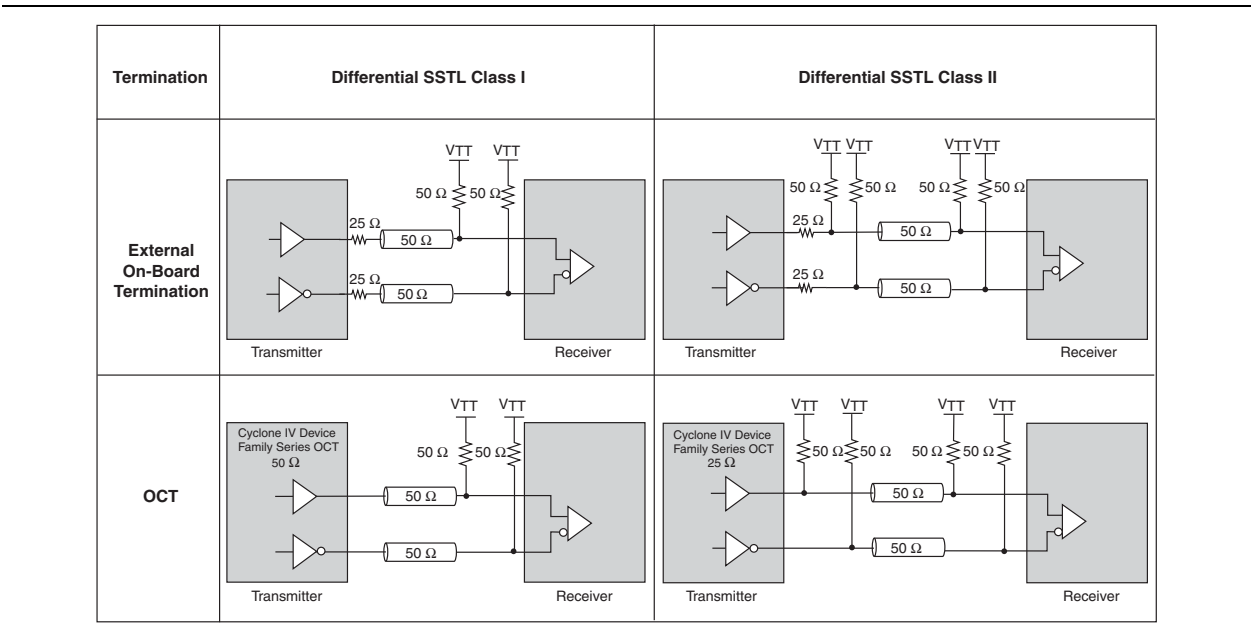 Termination
Differential SSTL Class I
Differential SSTL Class II
External
On-Board
Termination
VTT VTT
50 Ω 50 Ω
25 Ω
50 Ω
25 Ω
50 Ω
Transmitter
Receiver
VTT VTT
VTT VTT
50 Ω 50 Ω
50 Ω 50 Ω
25 Ω
50 Ω
25 Ω
50 Ω
Transmitter
Receiver
OCT
Cyclone IV Device
Family Series OCT
50 Ω
VTT VTT
50 Ω 50 Ω
50 Ω
50 Ω
Transmitter
Receiver
Cyclone IV Device
Family Series OCT
25 Ω
VTT VTT
VTT VTT
50 Ω 50 Ω
50 Ω 50 Ω
50 Ω
50 Ω
Transmitter
Receiver